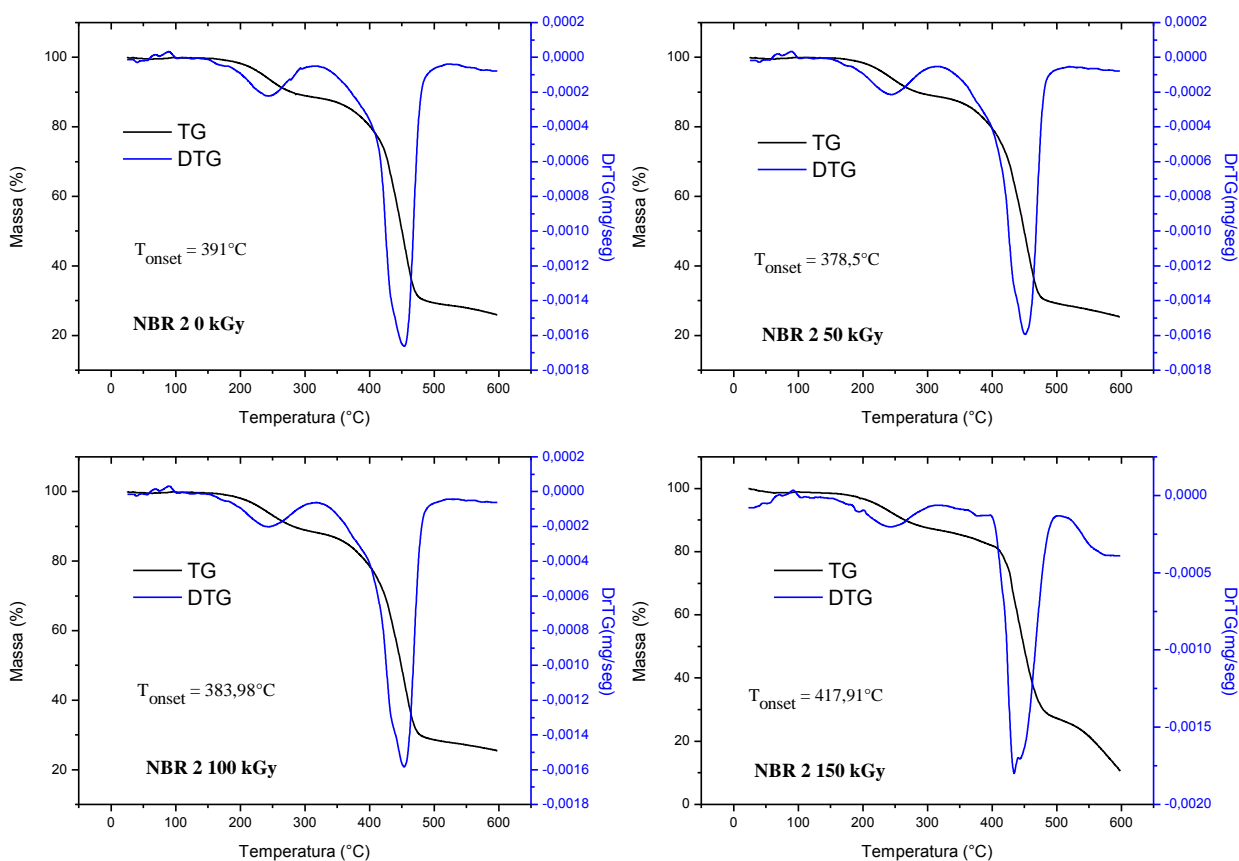 0,0002
100
0,0000
-0,0002
80
-0,0004
TG
DTG
-0,0006
60
-0,0008
Massa (%)
DrTG(mg/seg)
-0,0010
T onset = 391°C
40
-0,0012
-0,0014
NBR 2 0 kGy
20
-0,0016
-0,0018
0 100 200 300 400 500 600
Temperatura (°C)
0,0002
100
0,0000
-0,0002
80
-0,0004
TG
DTG
-0,0006
60
-0,0008
Massa (%)
DrTG(mg/seg)
-0,0010
T onset = 378,5°C
40
-0,0012
-0,0014
NBR 2 50 kGy
20
-0,0016
-0,0018
0 100 200 300 400 500 600
Temperatura (°C)
0,0002
100
0,0000
-0,0002
80
-0,0004
TG
DTG
-0,0006
60
-0,0008
Massa (%)
DrTG(mg/seg)
-0,0010
T onset = 383,98°C
40
-0,0012
-0,0014
NBR 2 100 kGy
20
-0,0016
-0,0018
0 100 200 300 400 500 600
Temperatura (°C)
100
0,0000
80
TG
-0,0005
DTG
60
Massa (%)
DrTG(mg/seg)
-0,0010
40
T onset = 417,91°C
-0,0015
20
NBR 2 150 kGy
0
-0,0020
0 100 200 300 400 500 600
Temperatura (°C)